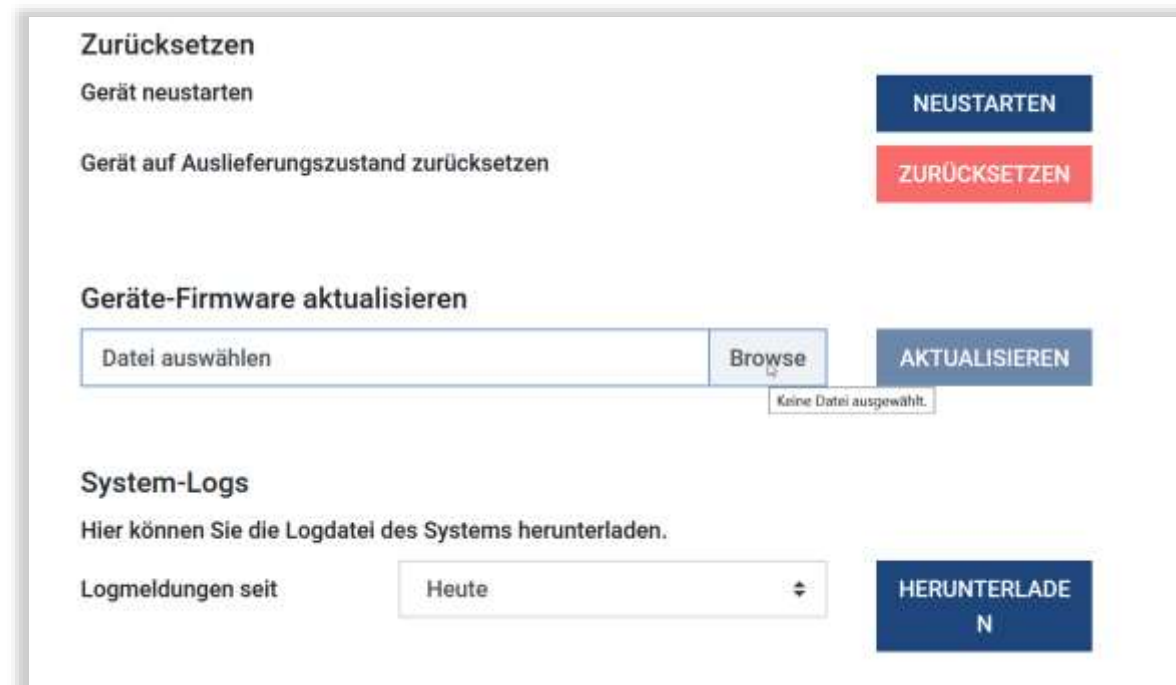 Zurücksetzen
Gerät neustarten
NEUSTARTEN
Gerät auf Auslieferungszustand zurücksetzen
ZURÜCKSETZEN
Geräte-Firmware aktualisieren
Datei auswählen
Browse
AKTUALISIEREN
Keine Datei ausgewählt.
System-Logs
Hier können Sie die Logdatei des Systems herunterladen.
Logmeldungen seit
Heute
HERUNTERLADE
N